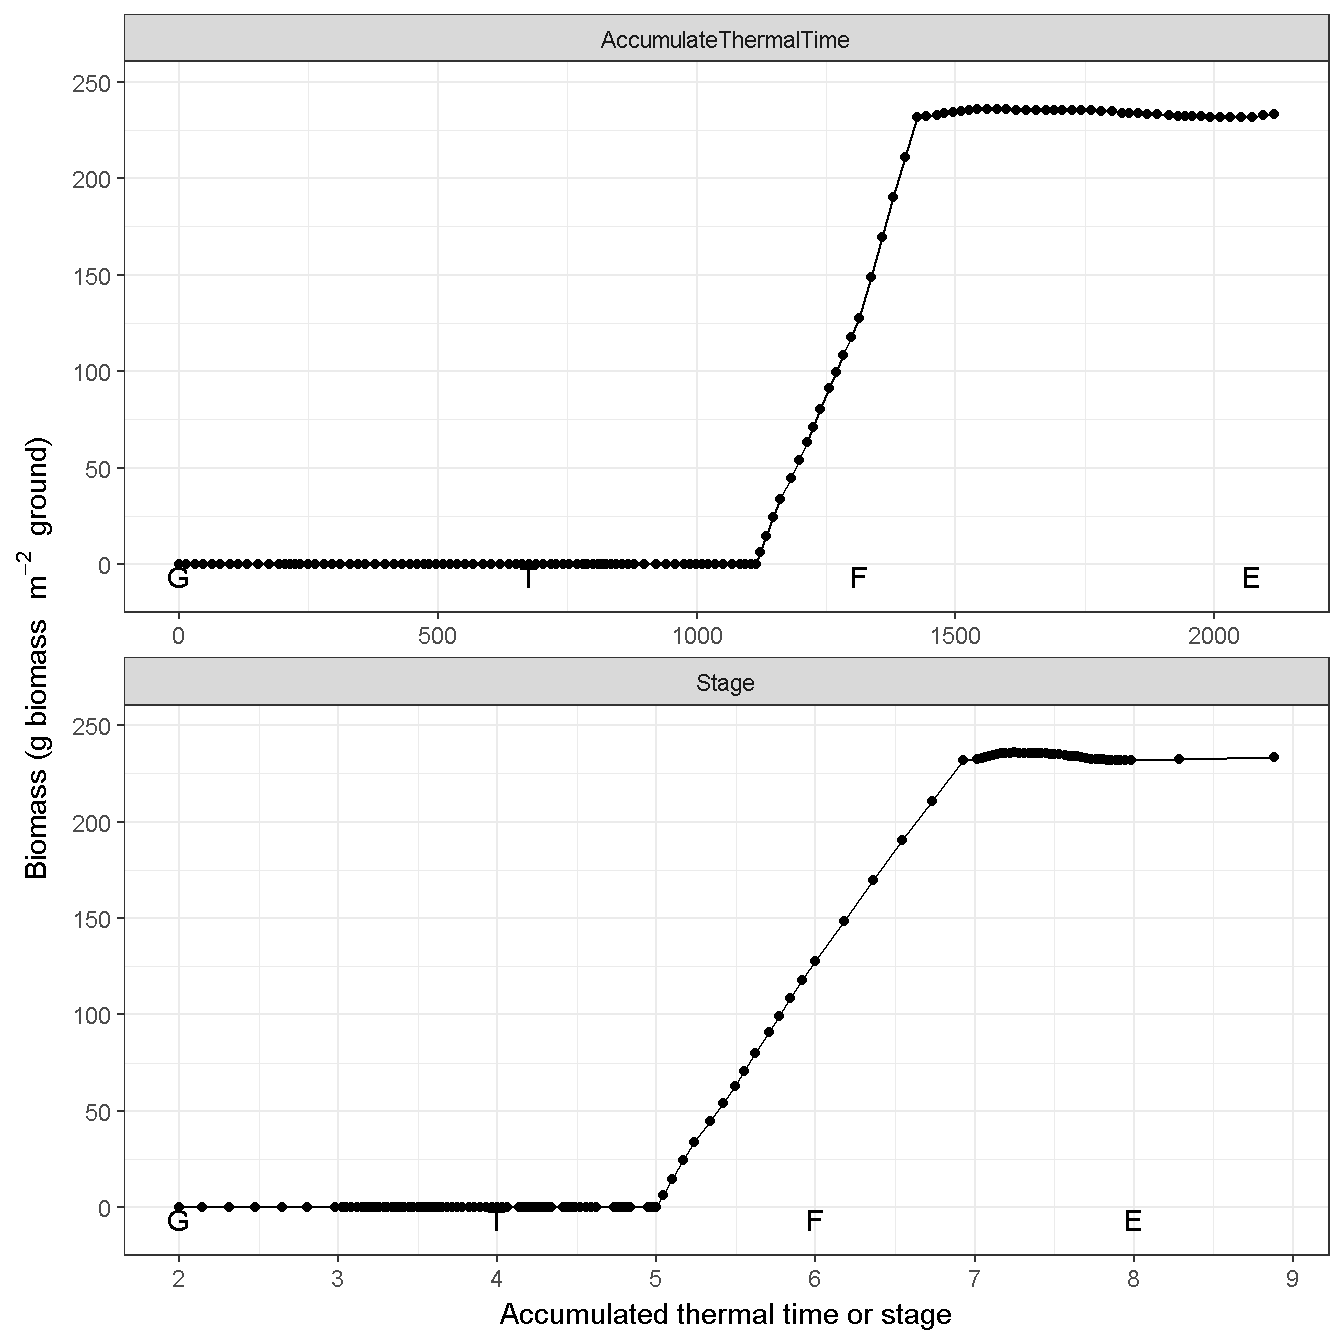 AccumulateThermalTime
250
200
150
100
50
0
G I F E
0 500 1000 1500 2000
Stage
250
200
150
100
50
0
G I F E
2 3 4 5 6 7 8 9
Accumulated thermal time or stage
Biomass (g biomass m⁻² ground)